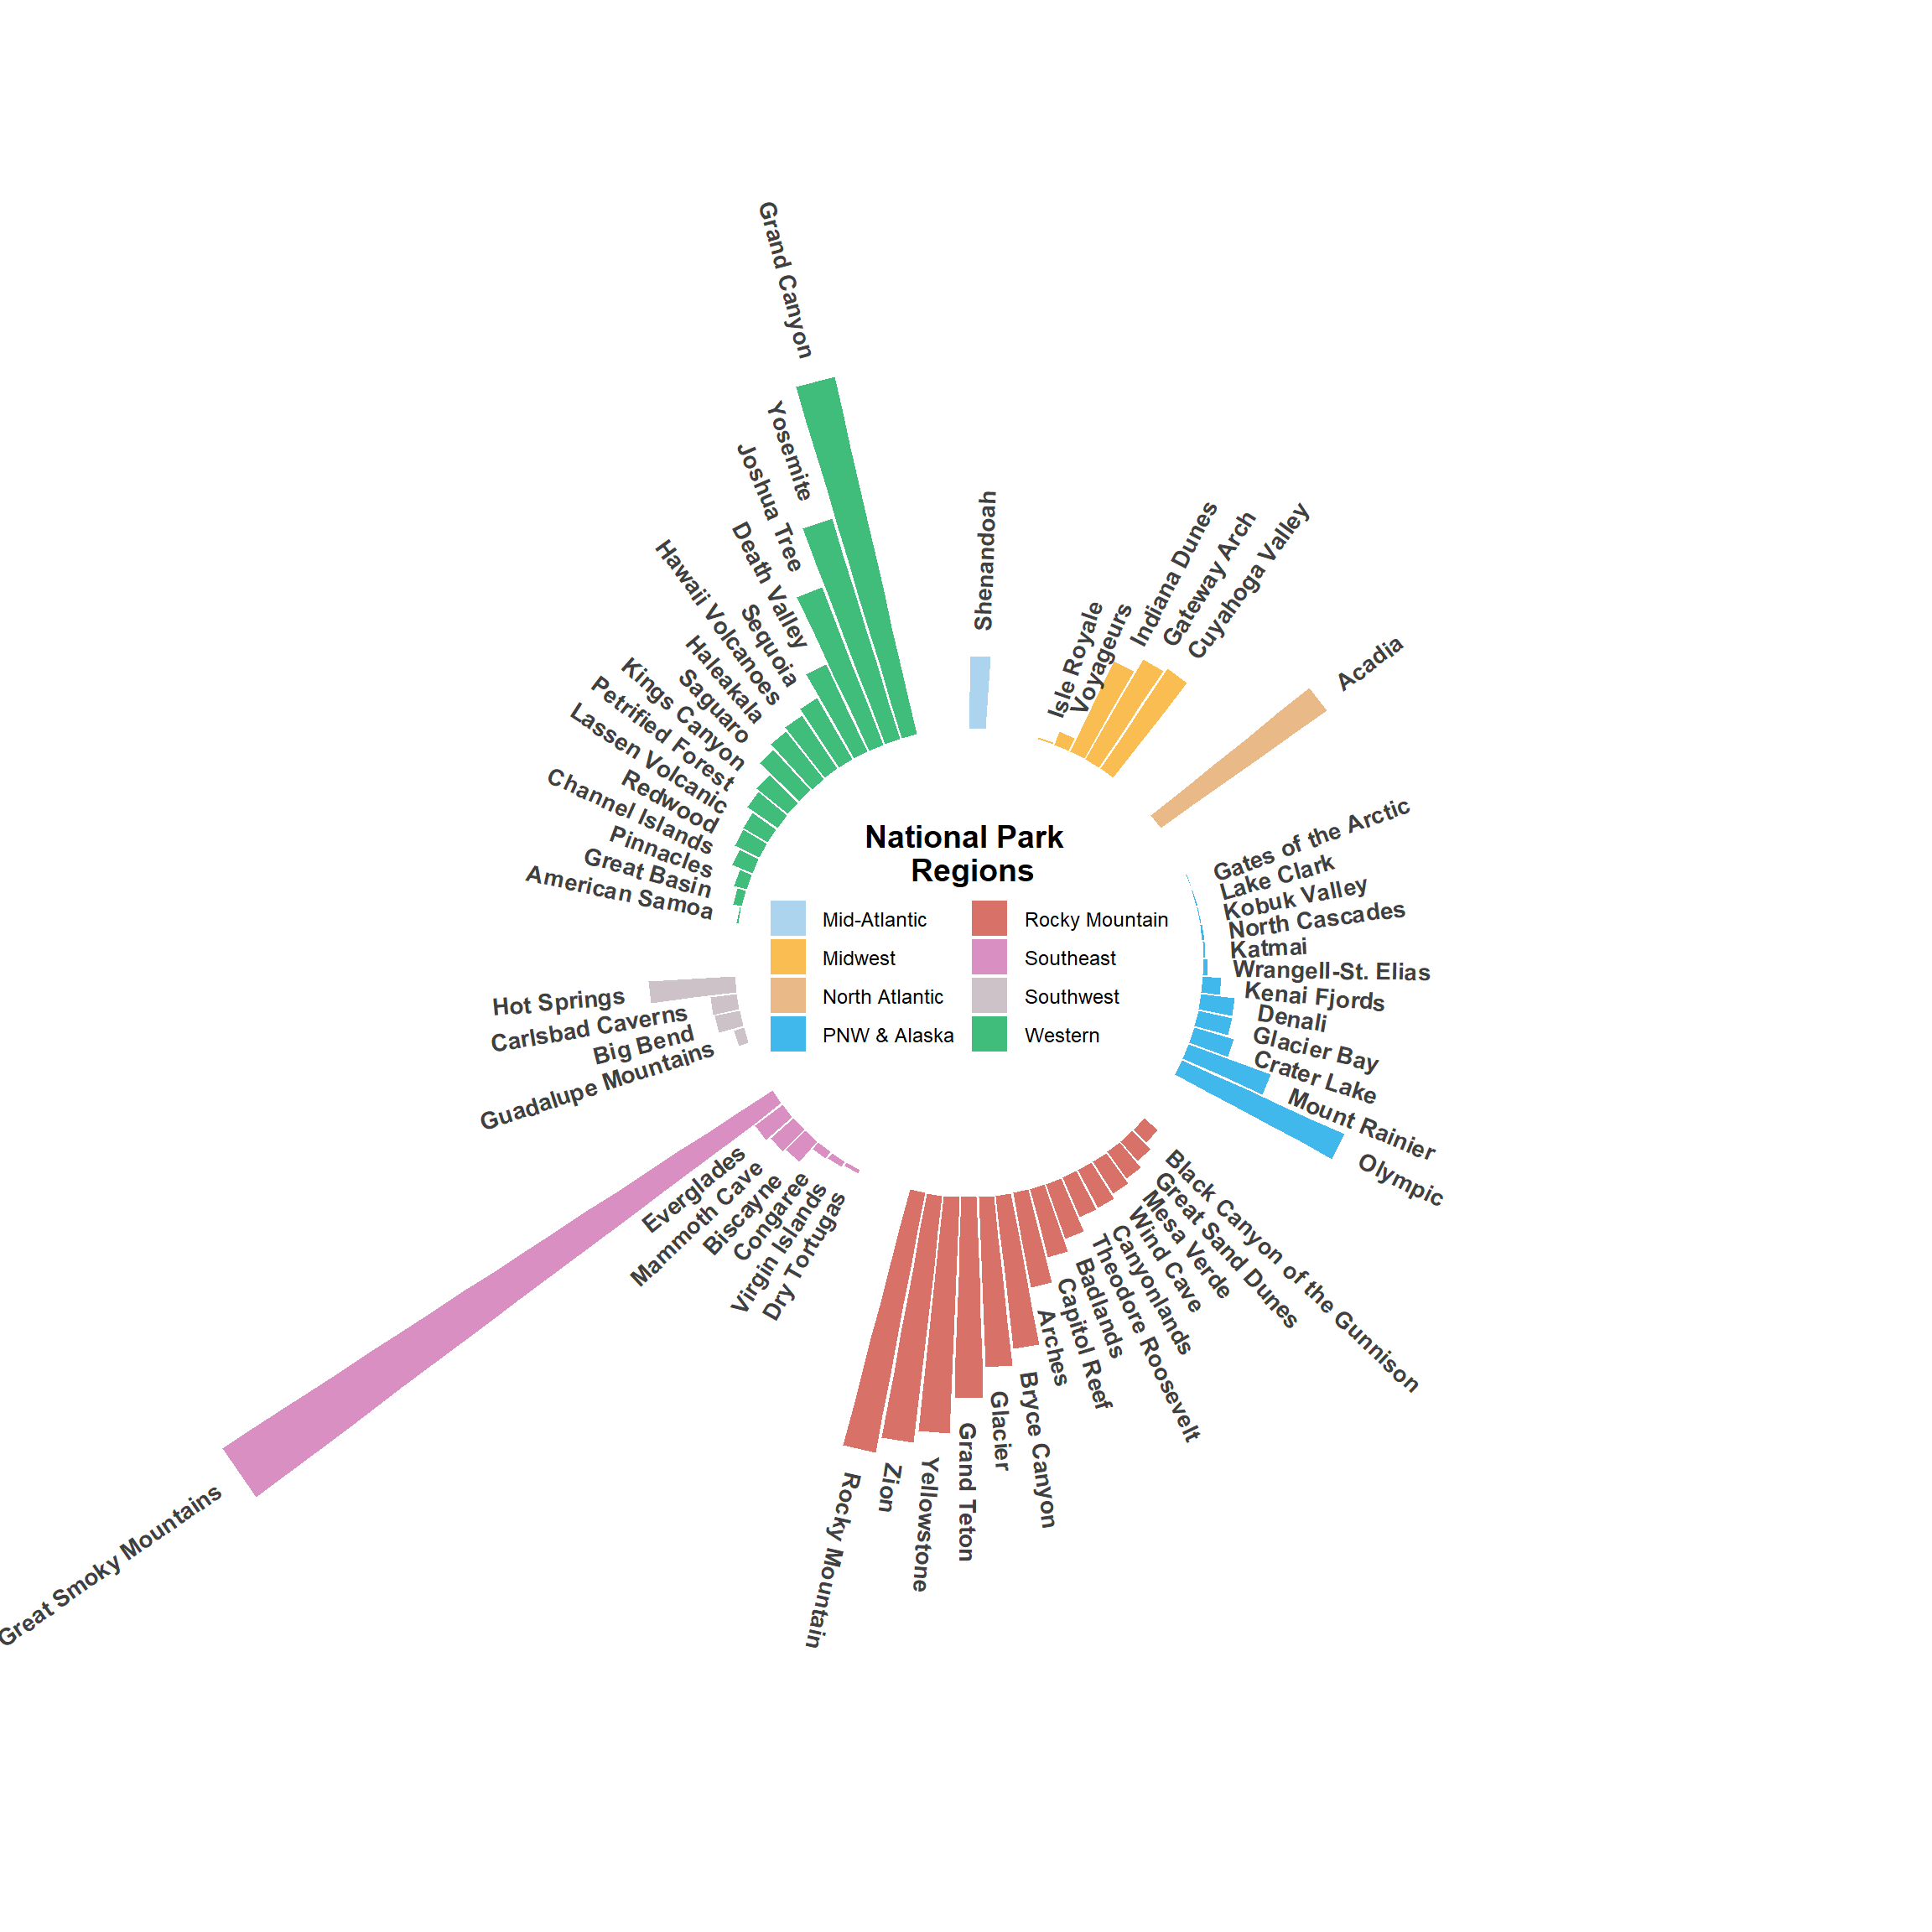 Grand Canyon
Yosemite
Joshua Tree
Death Valley
Sequoia
Hawaii Volcanoes
Haleakala
Saguaro
Kings Canyon
Petrified Forest
Lassen Volcanic
Redwood
Channel Islands
Pinnacles
Great Basin
American Samoa
Shenandoah
Isle Royale
Voyageurs
Indiana Dunes
Gateway Arch
Cuyahoga Valley
Acadia
Gates of the Arctic
Lake Clark
Kobuk Valley
North Cascades
Katmai
Wrangell-St. Elias
Kenai Fjords
Denali
Glacier Bay
Crater Lake
Mount Rainier
Olympic
National Park
Regions
Mid-Atlantic
Midwest
North Atlantic
PNW & Alaska
Rocky Mountain
Southeast
Southwest
Western
Hot Springs
Carlsbad Caverns
Big Bend
Guadalupe Mountains
Great Smoky Mountains
Everglades
Mammoth Cave
Biscayne
Congaree
Virgin Islands
Dry Tortugas
Rocky Mountain
Zion
Yellowstone
Grand Teton
Glacier
Bryce Canyon
Arches
Capitol Reef
Badlands
Theodore Roosevelt
Canyonlands
Wind Cave
Mesa Verde
Great Sand Dunes
Black Canyon of the Gunnison